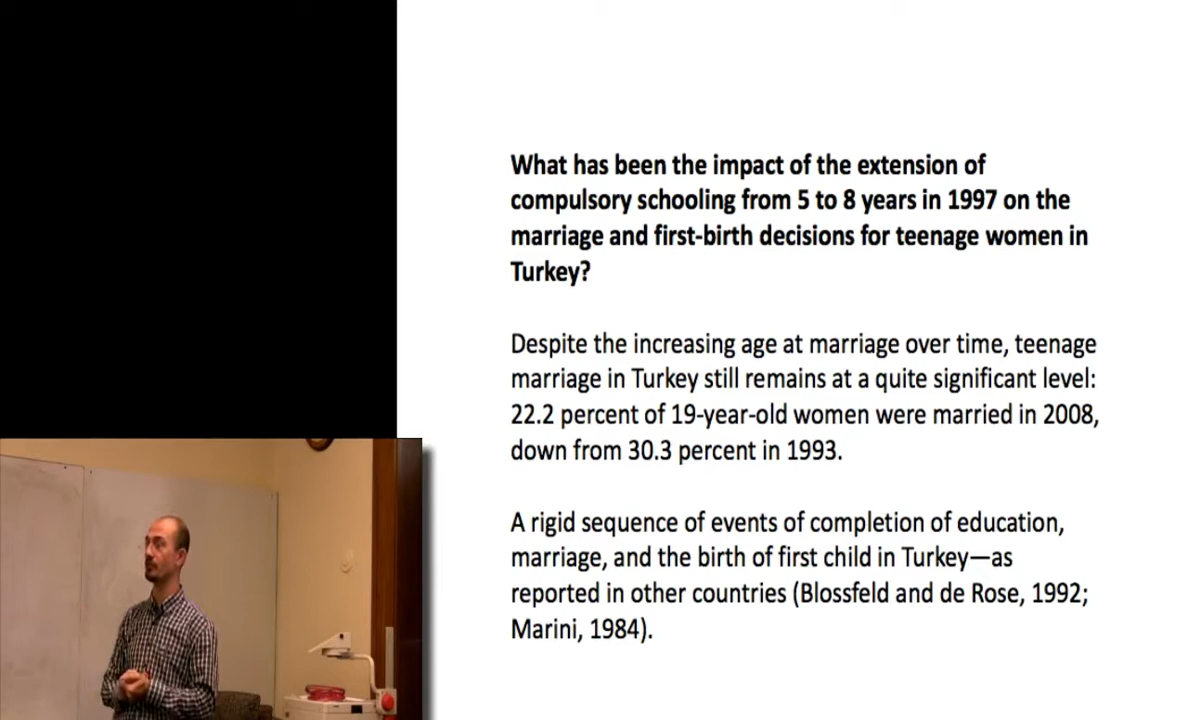 What has been the impact of the extension of
compulsory schooling from 5 to 8 years in 1997 on the
marriage and first-birth decisions for teenage women in
Turkey?
Despite the increasing age at marriage over time, teenage
marriage in Turkey still remains at a quite significant level:
22.2 percent of 19-year-old women were married in 2008,
down from 30.3 percent in 1993.
A rigid sequence of events of completion of education,
marriage, and the birth of first child in Turkey—as
reported in other countries (Blossfeld and de Rose, 1992;
Marini, 1984).